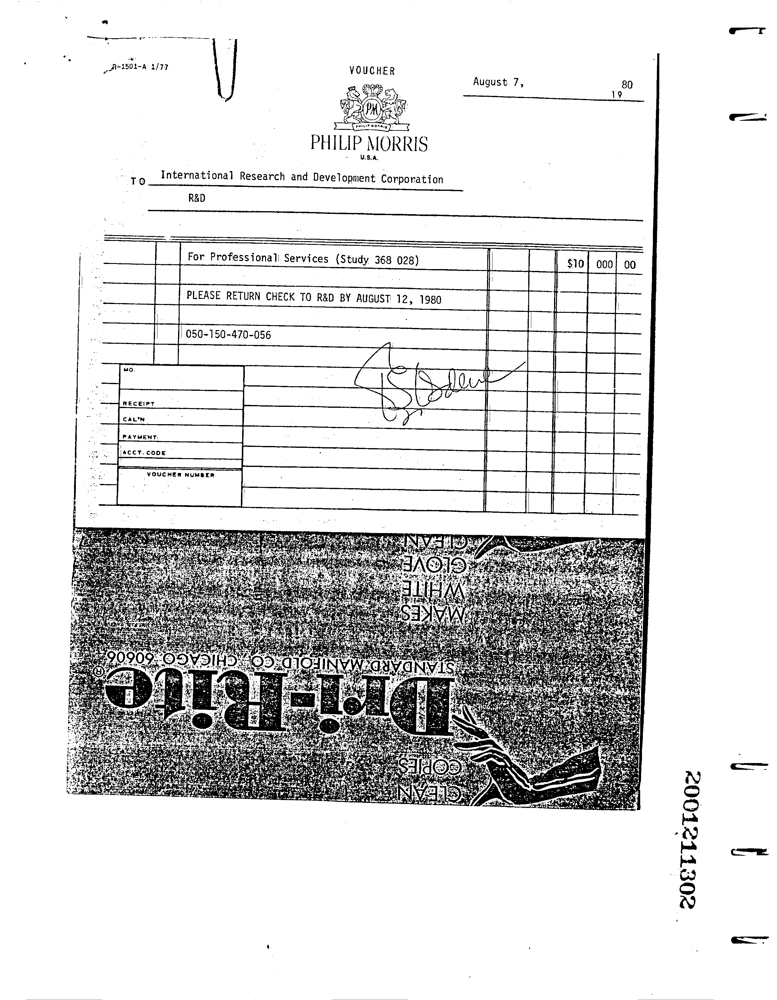 R-1501-A 1/77
VOUCHER
August 7, 80
19
PM
PHILIP MORRIS
PHILIP MORRIS
U.S.A.
TO International Research and Development Corporation
R&D
For Professional Services (Study 368 028) $10 000 00
PLEASE RETURN CHECK TO R&D BY AUGUST 12, 1980
050-150-470-056
MO.
RECEIPT
CAL'N
PAYMENT
ACCT. CODE
VOUCHER NUMBER
CLEAN
COPIES
Dri-Rite®
STANDARD MANIFOLD CO. CHICAGO 60606
MAKES
WHITE
GLOVE
CLEAN
2001211302